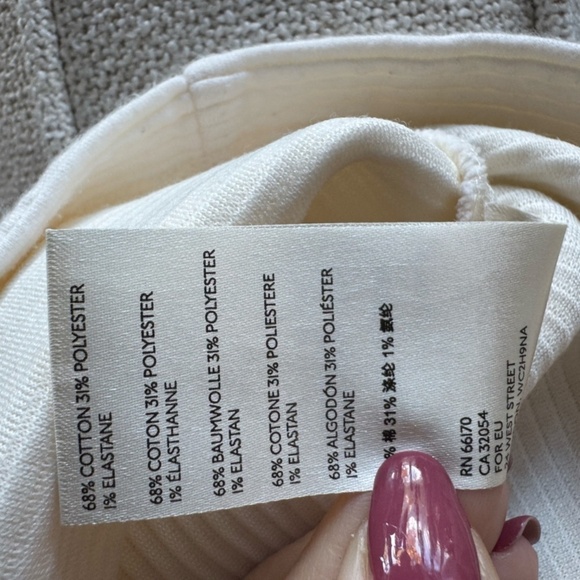 68% COTTON 31% POLYESTER
1% ELASTANE
68% COTON 31% POLYESTER
1% ÉLASTHANNE
68% BAUMWOLLE 31% POLYESTER
1% ELASTAN
68% COTONE 31% POLIESTERE
1% ELASTAN
68% ALGODÓN 31% POLIÉSTER
1% ELASTANE
% 棉 31% 涤纶 1% 氨纶
RN 66170
CA 32054
FOR EU
WEST STREET
WC2H9NA